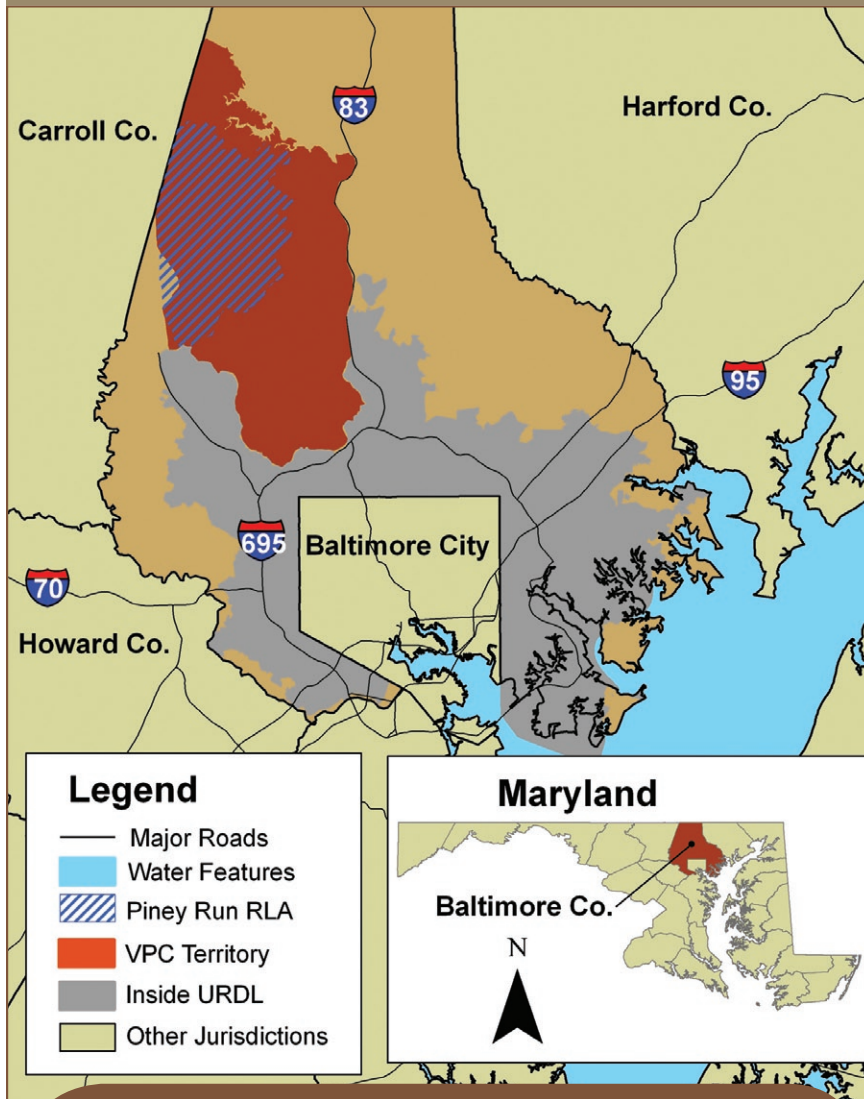 83
Carroll Co.
Harford Co.
95
695
Baltimore City
70
Howard Co.
Legend
Major Roads
Water Features
Piney Run RLA
VPC Territory
Inside URDL
Other Jurisdictions
Maryland
Baltimore Co.
N